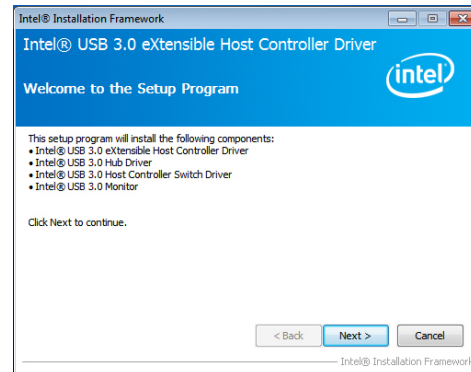 Intel® Installation Framework
Intel® USB 3.0 eXtensible Host Controller Driver
Welcome to the Setup Program
(intel)
This setup program will install the following components:
• Intel® USB 3.0 eXtensible Host Controller Driver
• Intel® USB 3.0 Hub Driver
• Intel® USB 3.0 Host Controller Switch Driver
• Intel® USB 3.0 Monitor
Click Next to continue.
< Back Next > Cancel
Intel® Installation Framework